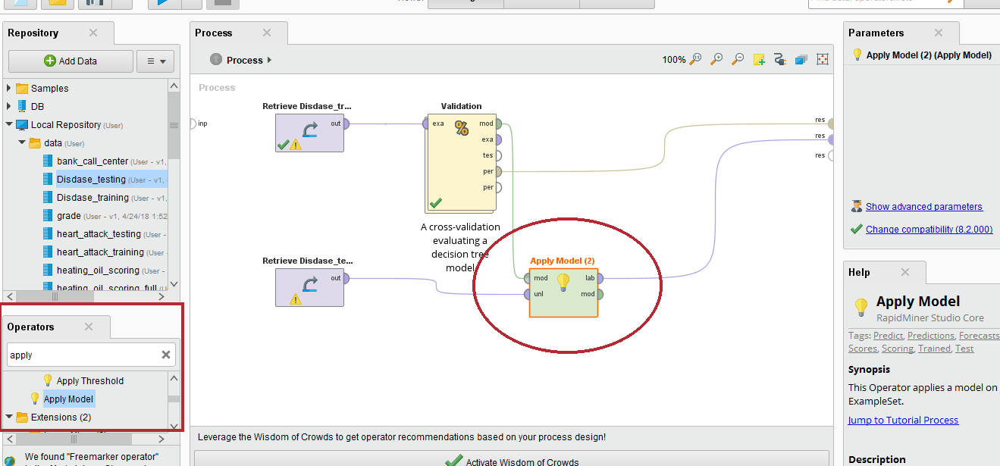 Repository
Add Data
Samples
DB
Local Repository (User)
data (User)
bank_call_center (User - v1,
Disdase_testing (User - v1,
Disdase_training (User - v1,
grade (User - v1, 4/24/18 1:52
heart_attack_testing (User -
heart_attack_training (User
heating_oil_scoring (User -
heating_oil_scoring_full (User
Operators
apply
Apply Threshold
Apply Model
Extensions (2)
We found "Freemarker operator"
Process
Process
100%
Process
inp
Retrieve Disdase_tr...
out
Validation
exa
mod
exa
tes
per
per
res
res
res
A cross-validation
evaluating a
decision tree
model.
Retrieve Disdase_te...
out
Apply Model (2)
mod
lab
unl
mod
Leverage the Wisdom of Crowds to get operator recommendations based on your process design!
Activate Wisdom of Crowds
Parameters
Apply Model (2) (Apply Model)
Show advanced parameters
Change compatibility (8.2.000)
Help
Apply Model
RapidMiner Studio Core
Tags: Predict, Predictions, Forecasts
Scores, Scoring, Trained, Test
Synopsis
This Operator applies a model on
ExampleSet.
Jump to Tutorial Process
Description